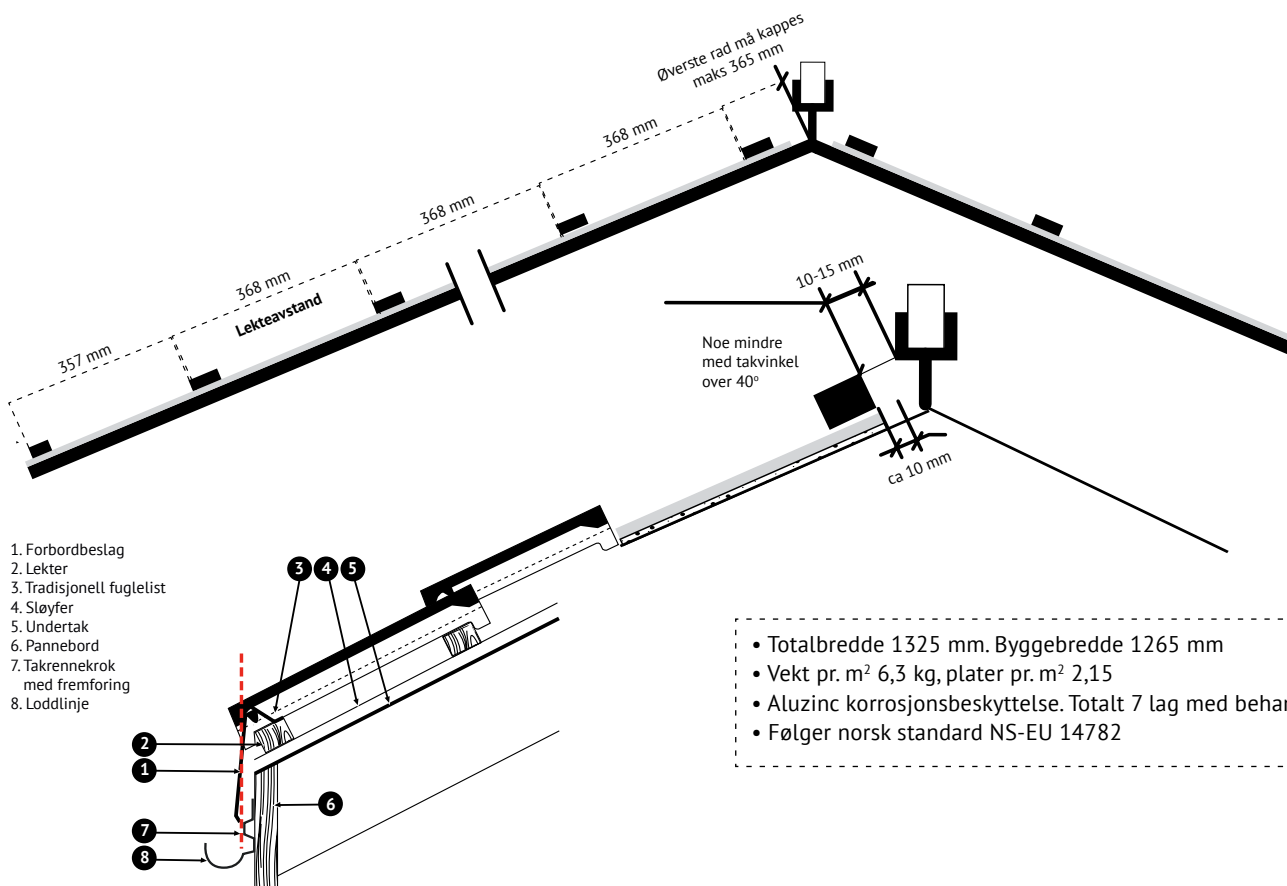 Øverste rad må kappes
maks 365 mm
368 mm
368 mm
368 mm
Lekteavstand
357 mm
10-15 mm
Noe mindre
med takvinkel
over 40°
ca 10 mm
1. Forbordbeslag
2. Lekter
3. Tradisjonell fuglelist
4. Sløyfer
5. Undertak
6. Pannebord
7. Takrennekrok
med fremforing
8. Loddlinje
3 4 5
2
1
6
7
8
• Totalbredde 1325 mm. Byggebredde 1265 mm
• Vekt pr. m² 6,3 kg, plater pr. m² 2,15
• Aluzinc korrosjonsbeskyttelse. Totalt 7 lag med behan
• Følger norsk standard NS-EU 14782